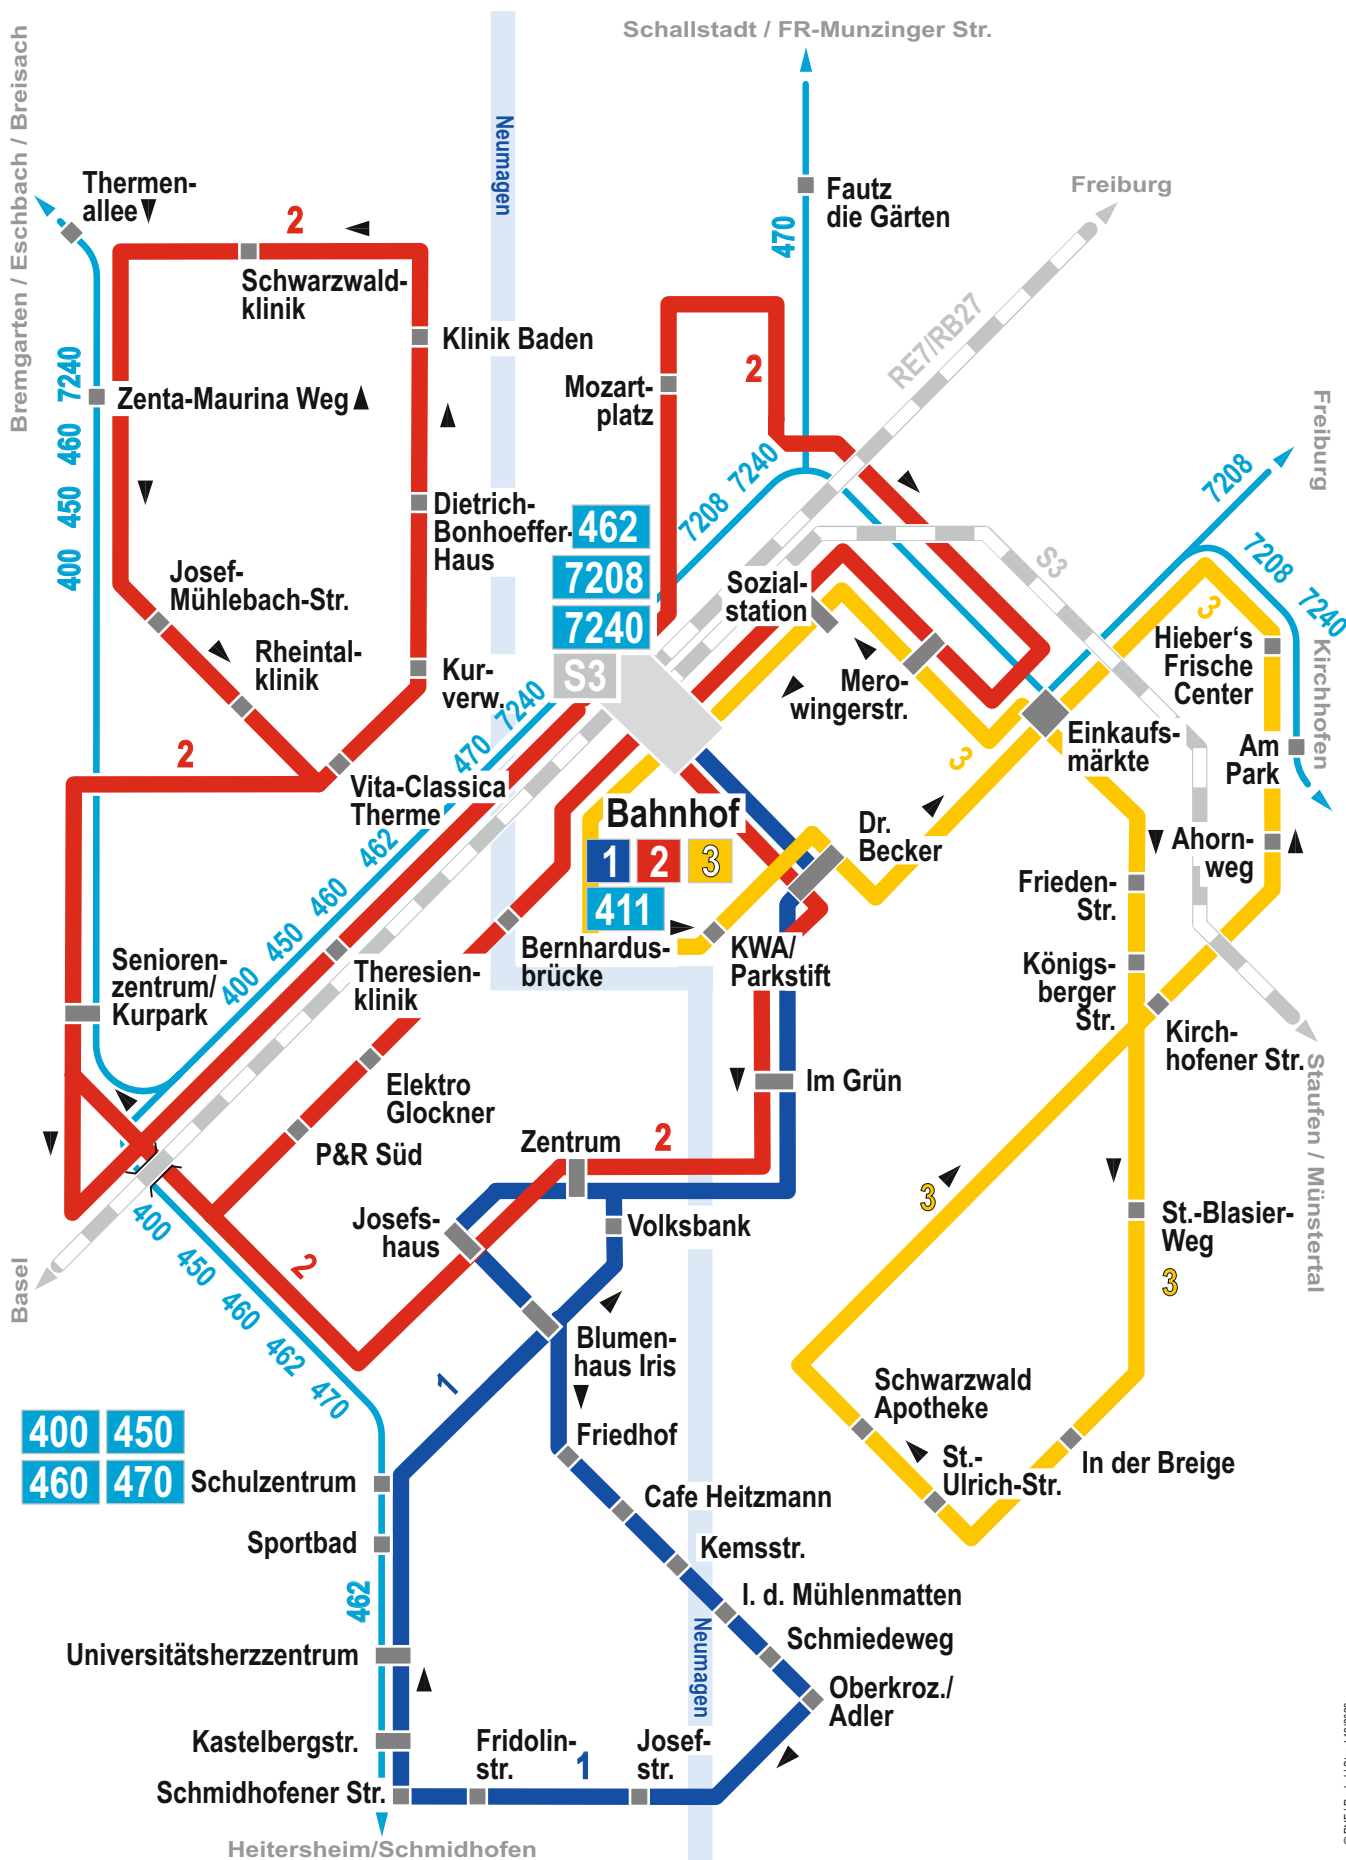 Schallstadt / FR-Munzinger Str.
Bremgarten / Eschbach / Breisach
Neumagen
Thermen-
allee
2
Schwarzwald-
klinik
Klinik Baden
Fautz
die Gärten
470
Freiburg
RE7/RB27
Mozart-
platz
2
Freiburg
7208
400 450 460 7240
Zenta-Maurina Weg
Dietrich-
Bonhoeffer-
Haus
462
7208
7240
S3
7208 7240
S3
7208 7240
Kirchhofen
Sozial-
station
3
Hieber's
Frische
Center
Josef-
Mühlebach-Str.
Rheintal-
klinik
Kur-
verw.
Mero-
wingerstr.
Einkaufs-
märkte
Am
Park
2
Vita-Classica
Therme
400 450 460 462 470 7240
3
Bahnhof
1 2 3
411
Dr.
Becker
Ahorn-
weg
Frieden-
Str.
Senioren-
zentrum/
Kurpark
Theresien-
klinik
Bernhardus-
brücke
KWA/
Parkstift
Königs-
berger
Str.
Kirch-
hofener Str.
Elektro
Glockner
P&R Süd
Im Grün
Staufen / Münstertal
Zentrum
2
Josefs-
haus
Volksbank
3
St.-Blasier-
Weg
3
Basel
400 450 460 462 470
2
Blumen-
haus Iris
1
Schwarzwald
Apotheke
400 450
460 470
Schulzentrum
Friedhof
St.-
Ulrich-Str.
In der Breige
Sportbad
Cafe Heitzmann
Kemsstr.
462
I. d. Mühlenmatten
Universitätsherzzentrum
Schmiedeweg
Neumagen
Oberkroz./
Adler
Kastelbergstr.
Fridolin-
str.
1
Josef-
str.
Schmidhofener Str.
Heitersheim/Schmidhofen